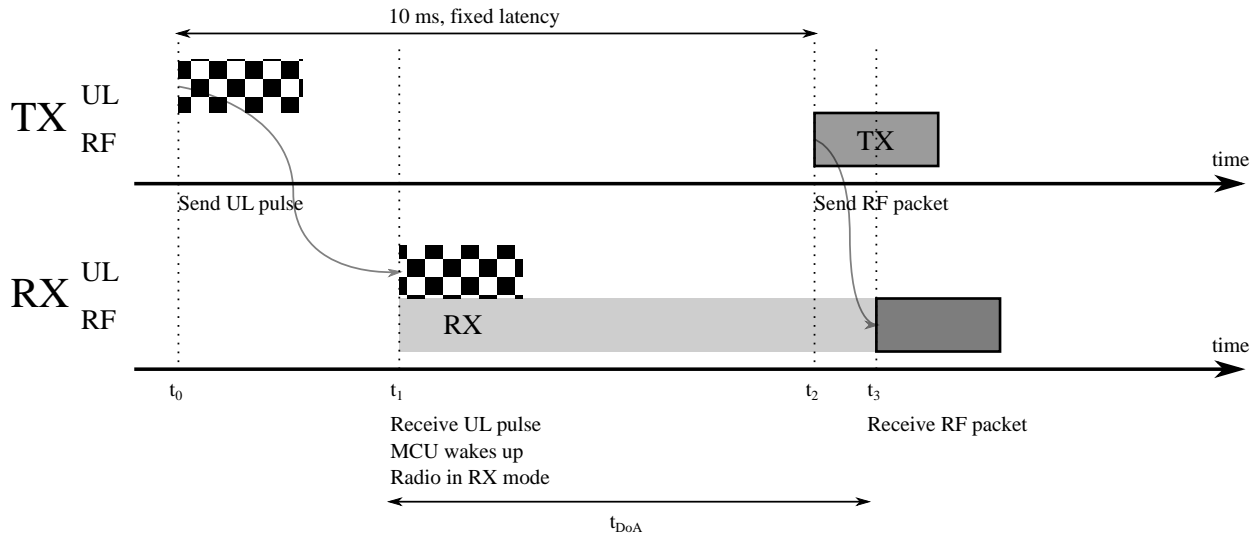 10 ms, fixed latency
TX
UL
RF
TX
time
Send UL pulse
Send RF packet
RX
UL
RF
RX
time
t0
t1
t2
t3
Receive UL pulse
MCU wakes up
Radio in RX mode
Receive RF packet
tDoA